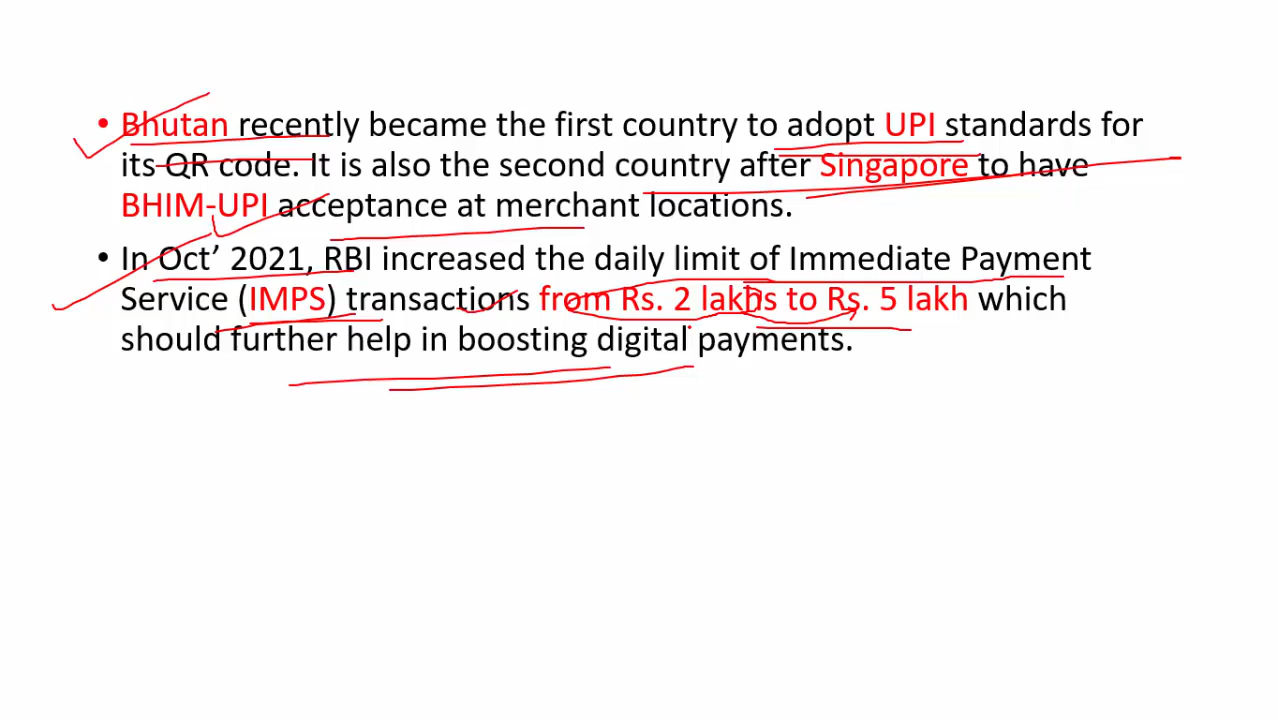 • Bhutan recently became the first country to adopt UPI standards for
its QR code. It is also the second country after Singapore to have
BHIM-UPI acceptance at merchant locations.
• In Oct’ 2021, RBI increased the daily limit of Immediate Payment
Service (IMPS) transactions from Rs. 2 lakhs to Rs. 5 lakh which
should further help in boosting digital payments.